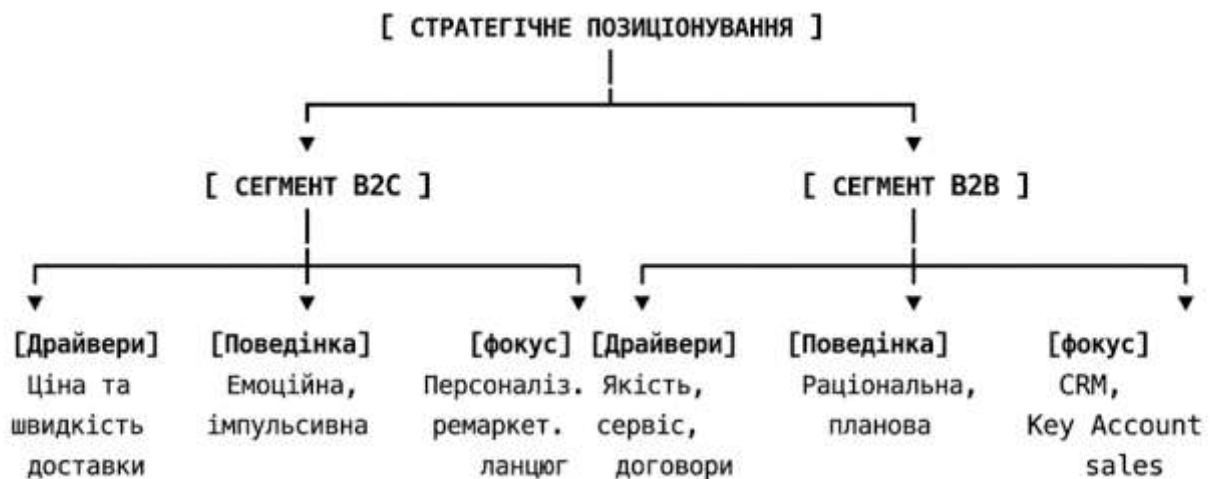 [ СТРАТЕГІЧНЕ ПОЗИЦІОНУВАННЯ ]
[ СЕГМЕНТ B2C ]
[ СЕГМЕНТ B2B ]
[Драйвери]
Ціна та
швидкість
доставки
[Поведінка]
Емоційна,
імпульсивна
[фокус]
Персоналіз.
ремаркет.
ланцюг
[Драйвери]
Якість,
сервіс,
договори
[Поведінка]
Раціональна,
планова
[фокус]
CRM,
Key Account
sales